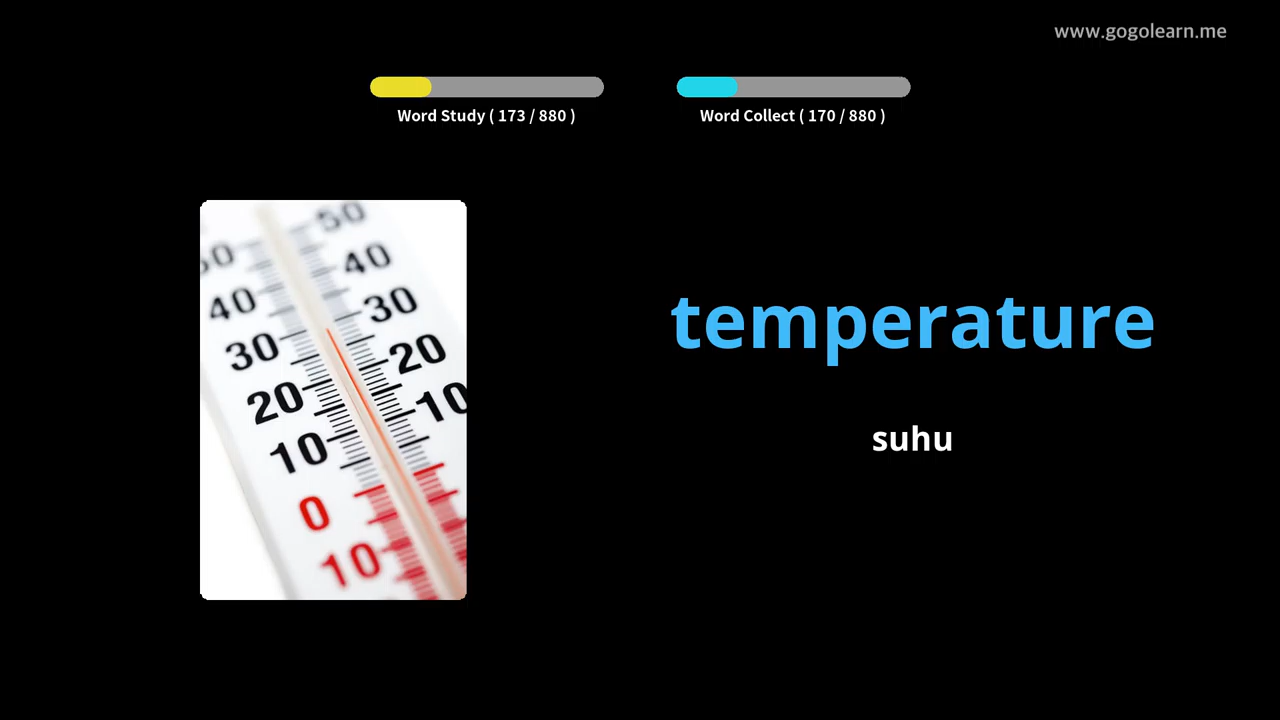 www.gogolearn.me
Word Study ( 173 / 880 )
Word Collect ( 170 / 880 )
50
40
40
30
30
20
20
10
10
0
10
temperature
suhu